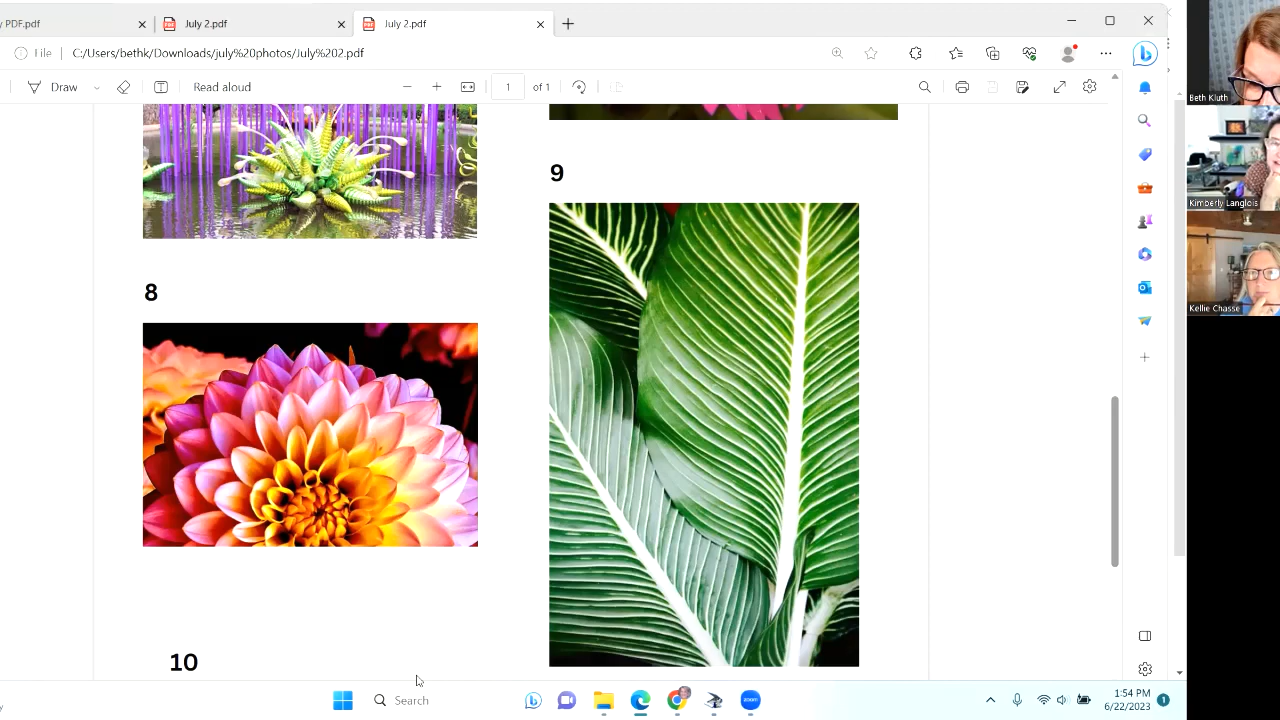 PDF.pdf
July 2.pdf
July 2.pdf
File
C:/Users/bethk/Downloads/july%20photos/July%202.pdf
Draw
Read aloud
1
of 1
9
8
10
Beth Kluth
Kimberly Langlois
Kellie Chasse
Search
zoom
1:54 PM
6/22/2023
1